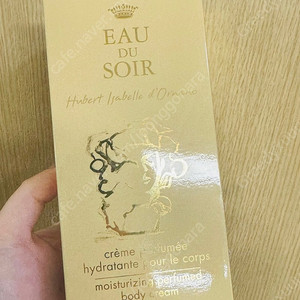 EAU
DU
SOIR
Hubert Isabelle d'Ornano
crème parfumée
hydratante pour le corps
moisturizing perfumed
body cream